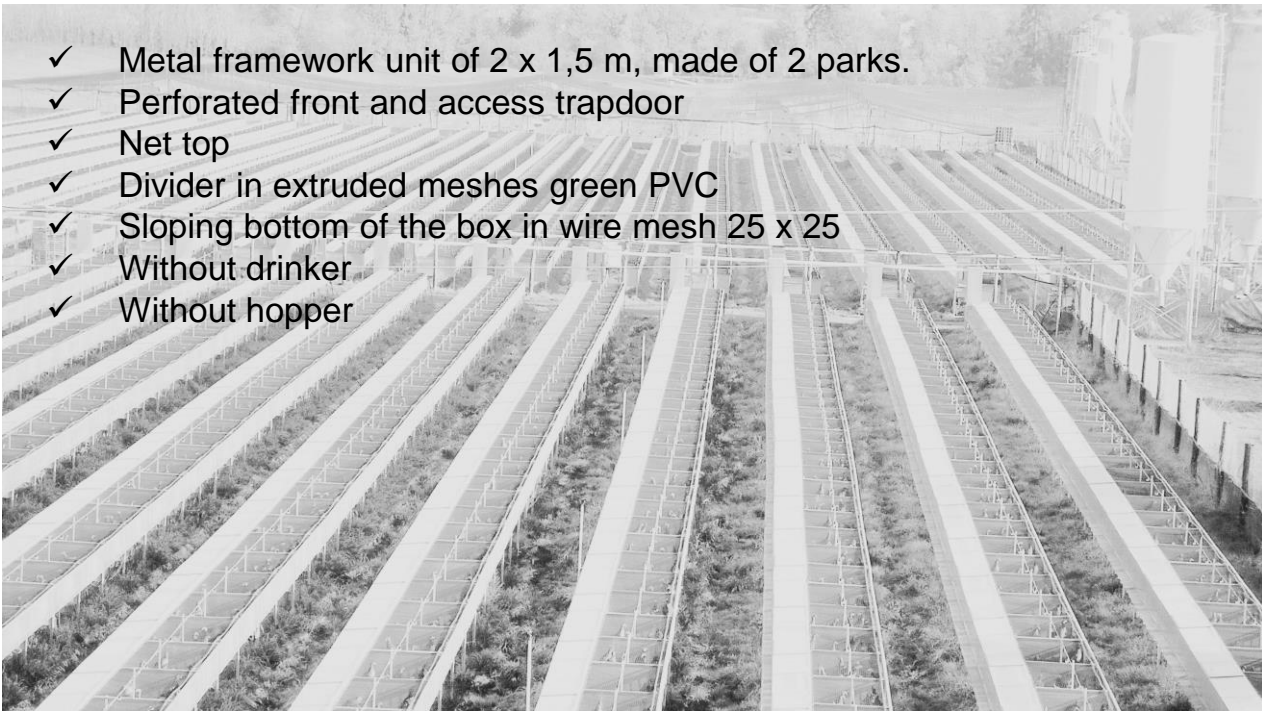 ✓ Metal framework unit of 2 x 1,5 m, made of 2 parks.
✓ Perforated front and access trapdoor
✓ Net top
✓ Divider in extruded meshes green PVC
✓ Sloping bottom of the box in wire mesh 25 x 25
✓ Without drinker
✓ Without hopper